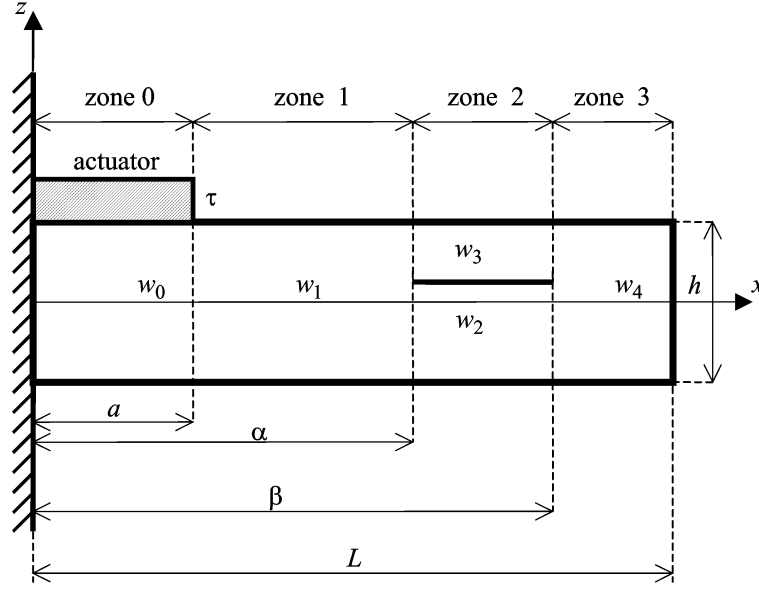 z
zone 0 zone 1 zone 2 zone 3
actuator
τ
w3
w0 w1 w4 h x
w2
a
α
β
L